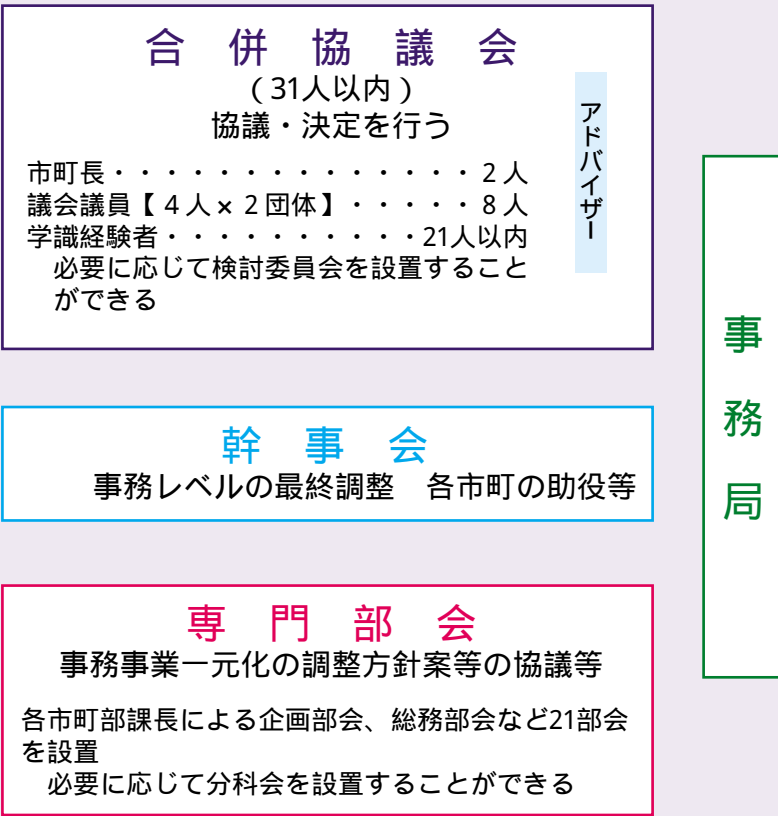 合併協議会
(31人以内)
協議・決定を行う
市町長・・・・・・・・・・・・・・2人
議会議員【4人×2団体】・・・・・8人
学識経験者・・・・・・・・・・21人以内
必要に応じて検討委員会を設置すること
ができる
アドバイザー
幹事会
事務レベルの最終調整 各市町の助役等
専門部会
事務事業一元化の調整方針案等の協議等
各市町部課長による企画部会、総務部会など21部会
を設置
必要に応じて分科会を設置することができる
事務局